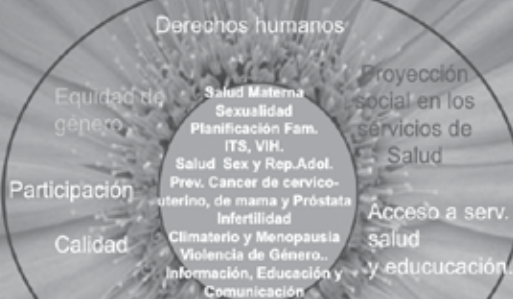 Derechos humanos
Equidad de
género
Participación
Calidad
Salud Materna
Sexualidad
Planificación Fam.
ITS, VIH.
Salud Sex y Rep.Adol.
Prev. Cancer de cervico-
uterino, de mama y Próstata
Infertilidad
Climaterio y Menopausia
Violencia de Género..
Información, Educación y
Comunicación
Proyección
social en los
servicios de
Salud
Acceso a serv.
salud
y educucación.